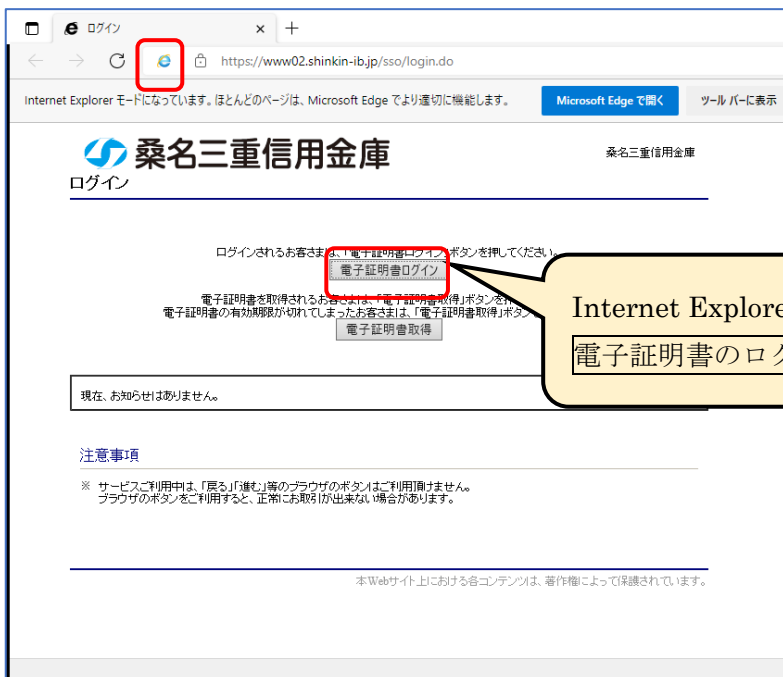 ログイン
https://www02.shinkin-ib.jp/sso/login.do
Internet Explorer モードになっています。ほとんどのページは、Microsoft Edge でより適切に機能します。
Microsoft Edge で開く
ツール バーに表示
桑名三重信用金庫
桑名三重信用金庫
ログイン
ログインされるお客さまは、「電子証明書ログイン」ボタンを押してください。
電子証明書ログイン
電子証明書を取得されるお客さまは、「電子証明書取得」ボタンを
電子証明書の有効期限が切れてしまったお客さまは、「電子証明書取得」ボタン
電子証明書取得
Internet Explore
電子証明書のロ
現在、お知らせはありません。
注意事項
※ サービスご利用中は、「戻る」「進む」等のブラウザのボタンはご利用頂けません。
ブラウザのボタンをご利用すると、正常にお取引が出来ない場合があります。
本Webサイト上における各コンテンツは、著作権によって保護されています。